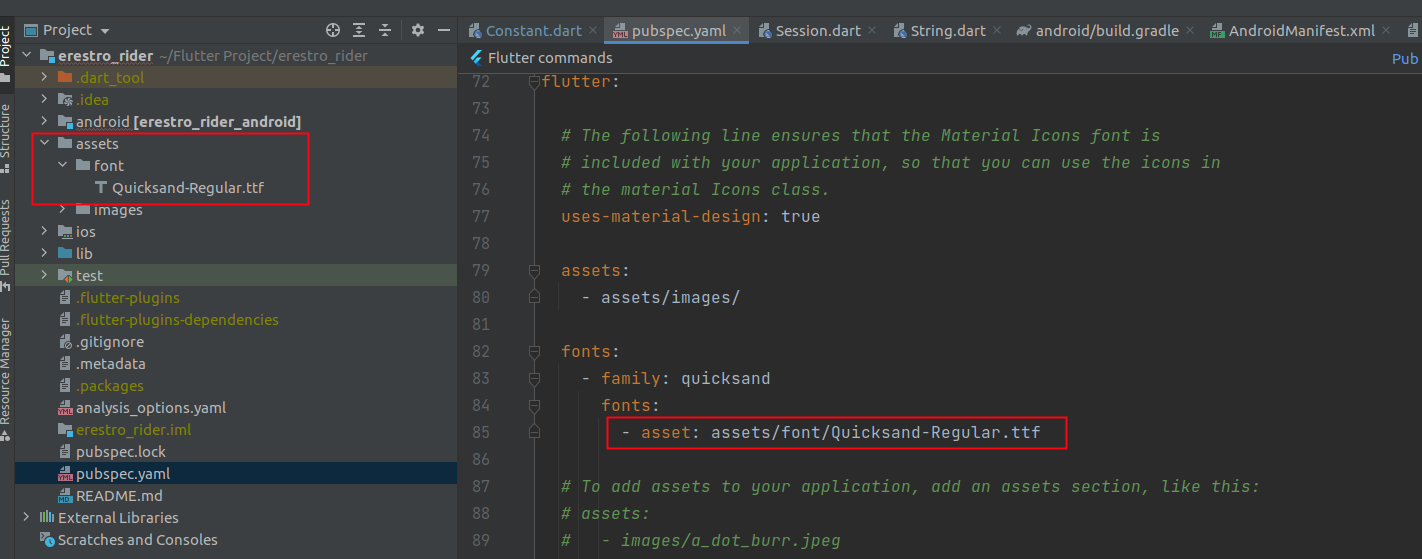 Project
erestro_rider ~/Flutter Project/erestro_rider
.dart_tool
.idea
android [erestro_rider_android]
assets
font
Quicksand-Regular.ttf
images
ios
lib
test
.flutter-plugins
.flutter-plugins-dependencies
.gitignore
.metadata
.packages
analysis_options.yaml
erestro_rider.iml
pubspec.lock
pubspec.yaml
README.md
External Libraries
Scratches and Consoles
Project
Structure
Pull Requests
Resource Manager
Constant.dart
pubspec.yaml
Session.dart
String.dart
android/build.gradle
AndroidManifest.xml
Flutter commands
Pub
72 flutter:
73
74 # The following line ensures that the Material Icons font is
75 # included with your application, so that you can use the icons in
76 # the material Icons class.
77 uses-material-design: true
78
79 assets:
80 - assets/images/
81
82 fonts:
83 - family: quicksand
84 fonts:
85 - asset: assets/font/Quicksand-Regular.ttf
86
87 # To add assets to your application, add an assets section, like this:
88 # assets:
89 #   - images/a_dot_burr.jpeg